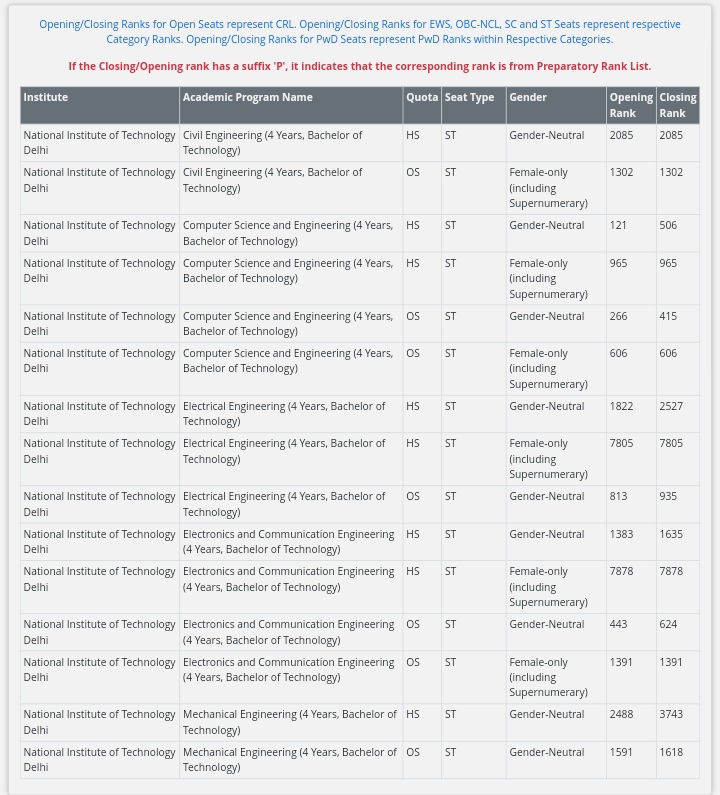 Opening/Closing Ranks for Open Seats represent CRL. Opening/Closing Ranks for EWS, OBC-NCL, SC and ST Seats represent respective
Category Ranks. Opening/Closing Ranks for PwD Seats represent PwD Ranks within Respective Categories.
If the Closing/Opening rank has a suffix 'P', it indicates that the corresponding rank is from Preparatory Rank List.
Institute Academic Program Name Quota Seat Type Gender Opening Closing
Rank Rank
National Institute of Technology Civil Engineering (4 Years, Bachelor of HS ST Gender-Neutral 2085 2085
Delhi Technology)
National Institute of Technology Civil Engineering (4 Years, Bachelor of OS ST Female-only 1302 1302
Delhi Technology) (including
Supernumerary)
National Institute of Technology Computer Science and Engineering (4 Years, HS ST Gender-Neutral 121 506
Delhi Bachelor of Technology)
National Institute of Technology Computer Science and Engineering (4 Years, HS ST Female-only 965 965
Delhi Bachelor of Technology) (including
Supernumerary)
National Institute of Technology Computer Science and Engineering (4 Years, OS ST Gender-Neutral 266 415
Delhi Bachelor of Technology)
National Institute of Technology Computer Science and Engineering (4 Years, OS ST Female-only 606 606
Delhi Bachelor of Technology) (including
Supernumerary)
National Institute of Technology Electrical Engineering (4 Years, Bachelor of HS ST Gender-Neutral 1822 2527
Delhi Technology)
National Institute of Technology Electrical Engineering (4 Years, Bachelor of HS ST Female-only 7805 7805
Delhi Technology) (including
Supernumerary)
National Institute of Technology Electrical Engineering (4 Years, Bachelor of OS ST Gender-Neutral 813 935
Delhi Technology)
National Institute of Technology Electronics and Communication Engineering HS ST Gender-Neutral 1383 1635
Delhi (4 Years, Bachelor of Technology)
National Institute of Technology Electronics and Communication Engineering HS ST Female-only 7878 7878
Delhi (4 Years, Bachelor of Technology) (including
Supernumerary)
National Institute of Technology Electronics and Communication Engineering OS ST Gender-Neutral 443 624
Delhi (4 Years, Bachelor of Technology)
National Institute of Technology Electronics and Communication Engineering OS ST Female-only 1391 1391
Delhi (4 Years, Bachelor of Technology) (including
Supernumerary)
National Institute of Technology Mechanical Engineering (4 Years, Bachelor of HS ST Gender-Neutral 2488 3743
Delhi Technology)
National Institute of Technology Mechanical Engineering (4 Years, Bachelor of OS ST Gender-Neutral 1591 1618
Delhi Technology)